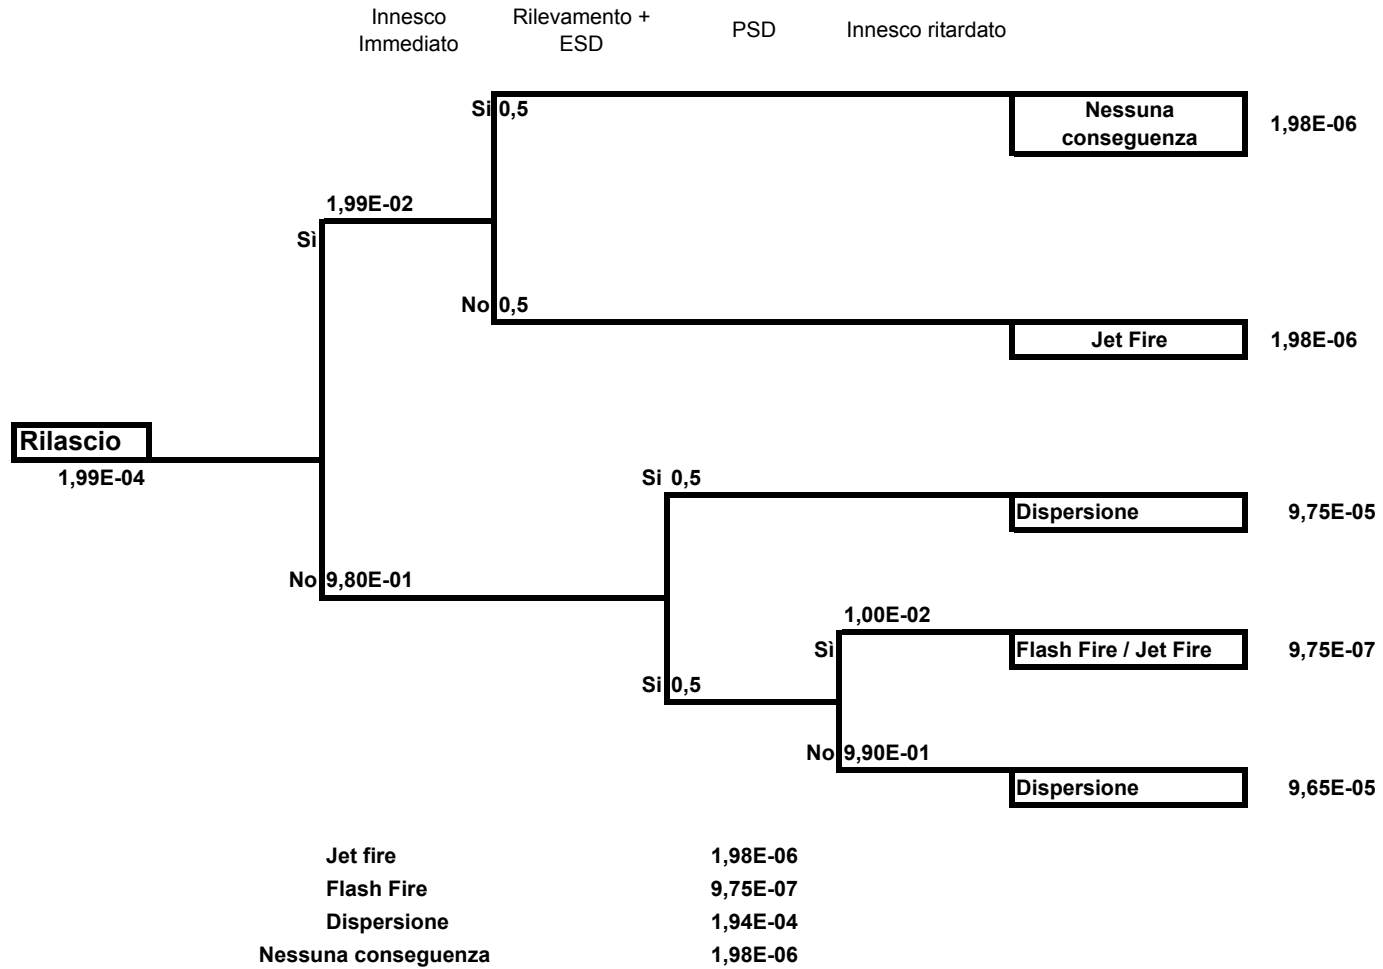 Innesco
Immediato
Rilevamento +
ESD
PSD
Innesco ritardato
Si 0,5
Nessuna
conseguenza
1,98E-06
1,99E-02
Sì
No 0,5
Jet Fire
1,98E-06
Rilascio
1,99E-04
Si 0,5
Dispersione
9,75E-05
No 9,80E-01
1,00E-02
Sì
Flash Fire / Jet Fire
9,75E-07
Si 0,5
No 9,90E-01
Dispersione
9,65E-05
Jet fire 1,98E-06
Flash Fire 9,75E-07
Dispersione 1,94E-04
Nessuna conseguenza 1,98E-06